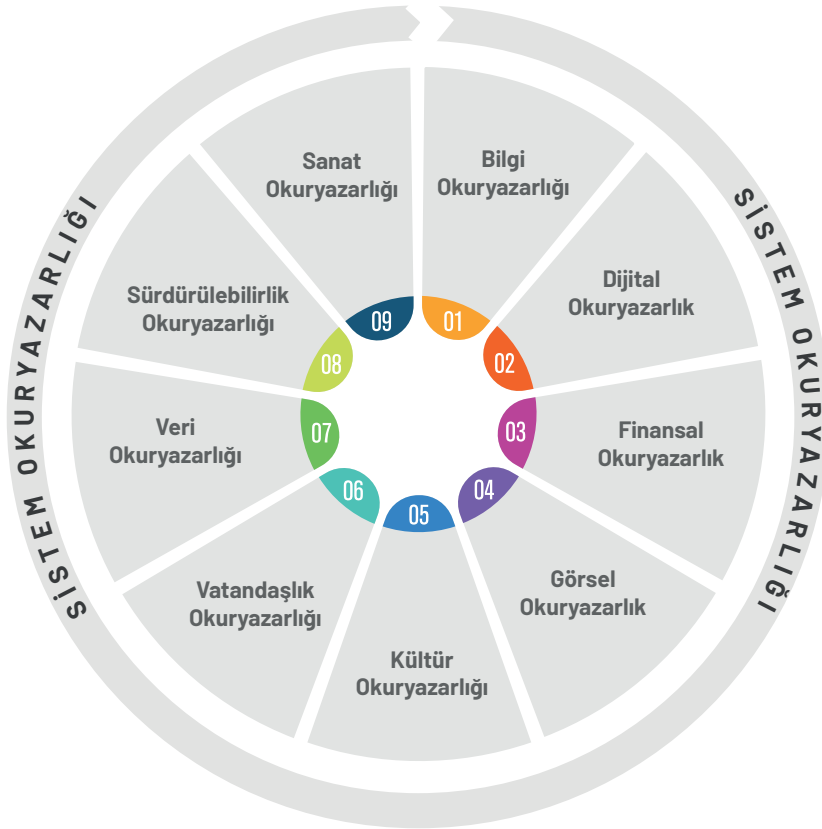 SİSTEM OKURYAZARLIĞI
SİSTEM OKURYAZARLIĞI
Bilgi
Okuryazarlığı
01
Dijital
Okuryazarlık
02
Finansal
Okuryazarlık
03
Görsel
Okuryazarlık
04
Kültür
Okuryazarlığı
05
Vatandaşlık
Okuryazarlığı
06
Veri
Okuryazarlığı
07
Sürdürülebilirlik
Okuryazarlığı
08
Sanat
Okuryazarlığı
09